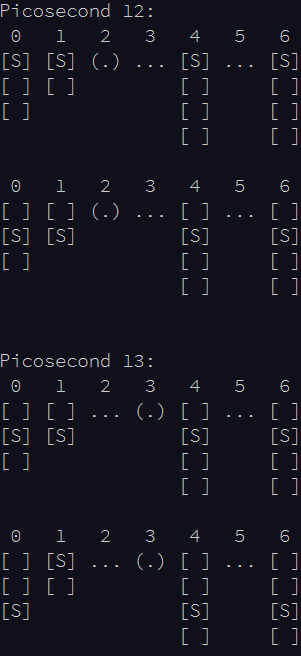 Picosecond 12:
 0   1   2   3   4   5   6
[S] [S] (.) ... [S] ... [S]
[ ] [ ]         [ ]     [ ]
[ ]             [ ]     [ ]
                [ ]     [ ]
 0   1   2   3   4   5   6
[ ] [ ] (.) ... [ ] ... [ ]
[S] [S]         [S]     [S]
[ ]             [ ]     [ ]
                [ ]     [ ]
Picosecond 13:
 0   1   2   3   4   5   6
[ ] [ ] ... (.) [ ] ... [ ]
[S] [S]         [S]     [S]
[ ]             [ ]     [ ]
                [ ]     [ ]
 0   1   2   3   4   5   6
[ ] [S] ... (.) [ ] ... [ ]
[ ] [ ]         [ ]     [ ]
[S]             [S]     [S]
                [ ]     [ ]